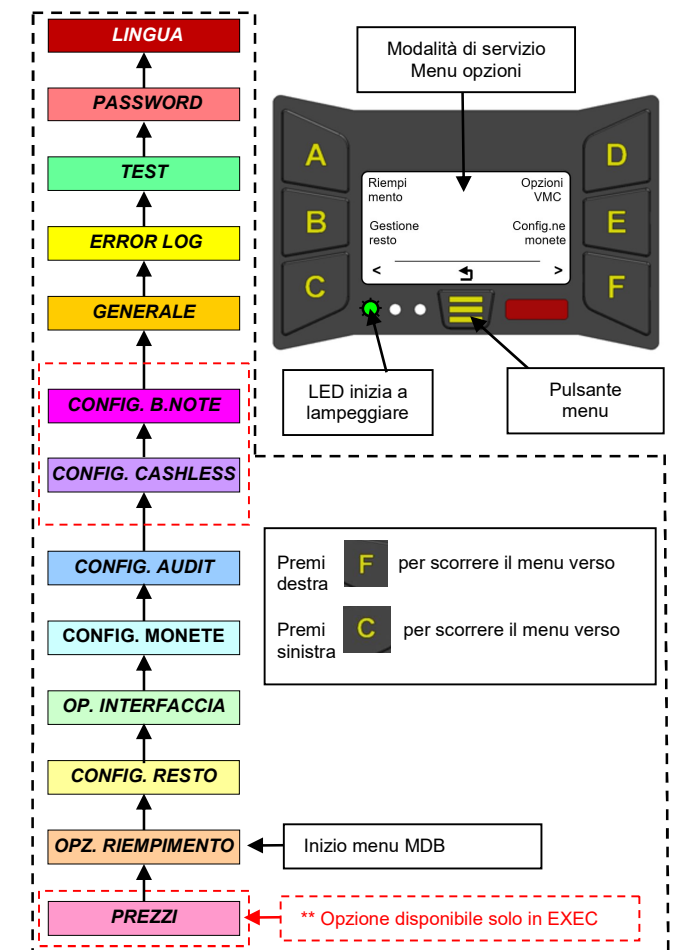 LINGUA
PASSWORD
TEST
ERROR LOG
GENERALE
CONFIG. B.NOTE
CONFIG. CASHLESS
CONFIG. AUDIT
CONFIG. MONETE
OP. INTERFACCIA
CONFIG. RESTO
OPZ. RIEMPIMENTO
PREZZI
Modalità di servizio
Menu opzioni
A
B
C
D
E
F
Riempi
mento
Opzioni
VMC
Gestione
resto
Config.ne
monete
< >
LED inizia a
lampeggiare
Pulsante
menu
Premi F per scorrere il menu verso
destra
Premi C per scorrere il menu verso
sinistra
Inizio menu MDB
** Opzione disponibile solo in EXEC